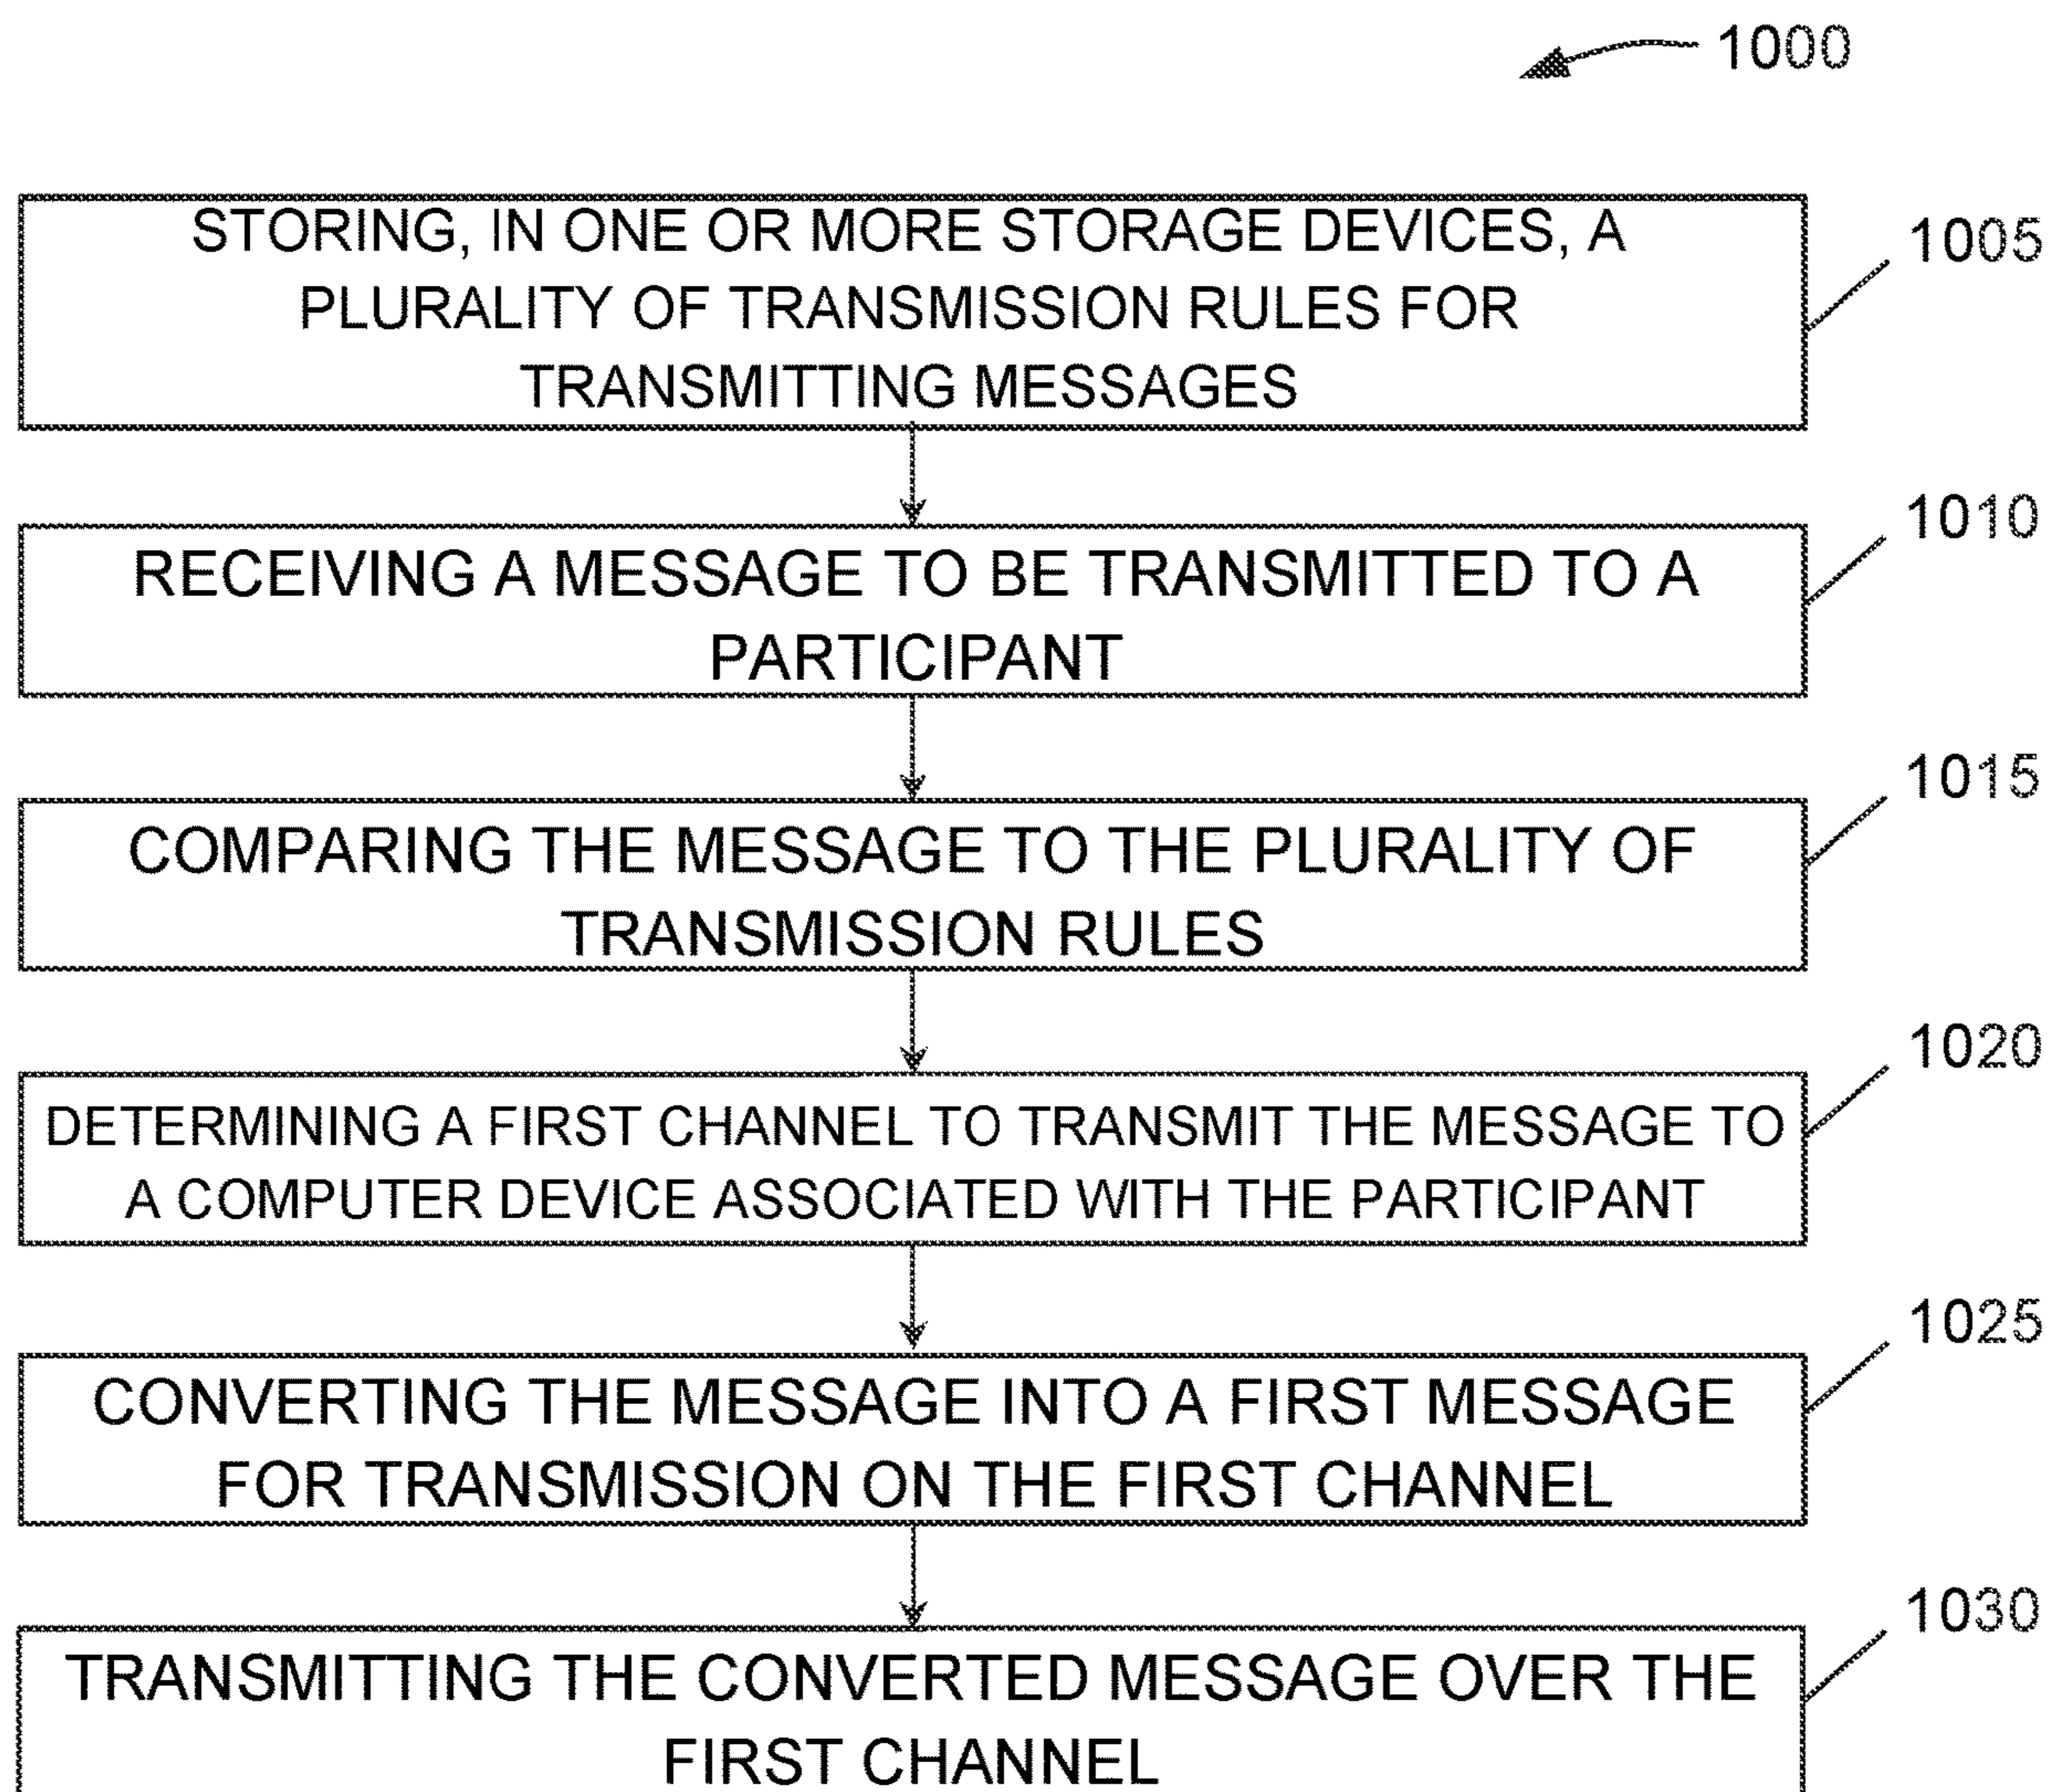 1000
STORING, IN ONE OR MORE STORAGE DEVICES, A
PLURALITY OF TRANSMISSION RULES FOR
TRANSMITTING MESSAGES
1005
RECEIVING A MESSAGE TO BE TRANSMITTED TO A
PARTICIPANT
1010
COMPARING THE MESSAGE TO THE PLURALITY OF
TRANSMISSION RULES
1015
DETERMINING A FIRST CHANNEL TO TRANSMIT THE MESSAGE TO
A COMPUTER DEVICE ASSOCIATED WITH THE PARTICIPANT
1020
CONVERTING THE MESSAGE INTO A FIRST MESSAGE
FOR TRANSMISSION ON THE FIRST CHANNEL
1025
TRANSMITTING THE CONVERTED MESSAGE OVER THE
FIRST CHANNEL
1030